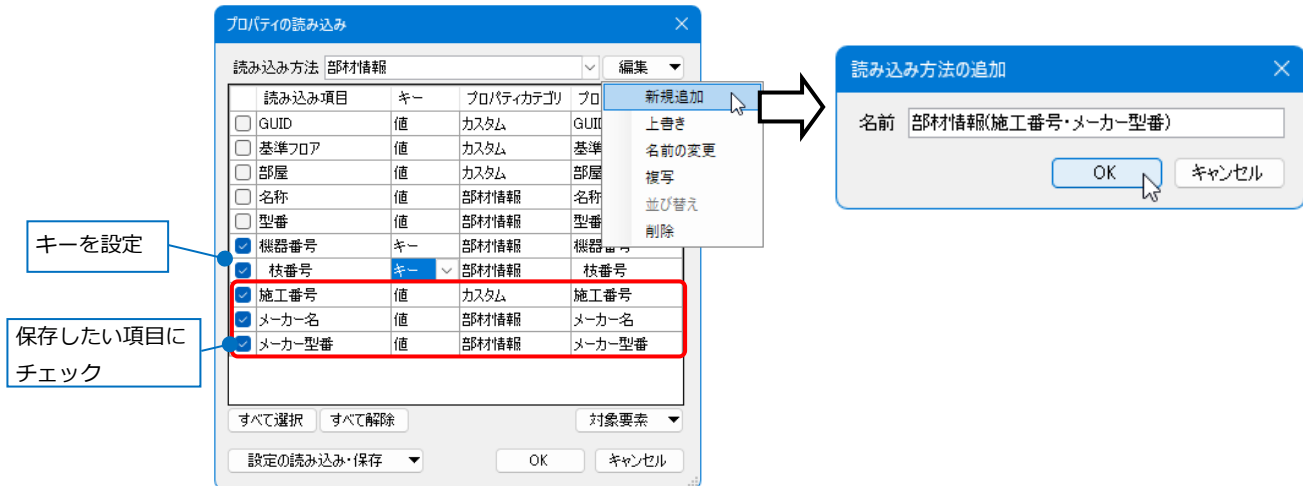 プロパティの読み込み
読み込み方法 部材情報 編集
読み込み項目 キー プロパティカテゴリ プロ
GUID 値 カスタム GUID
基準フロア 値 カスタム 基準
部屋 値 カスタム 部屋
名称 値 部材情報 名称
型番 値 部材情報 型番
機器番号 キー 部材情報 機器番号
枝番号 キー 部材情報 枝番号
施工番号 値 カスタム 施工番号
メーカー名 値 部材情報 メーカー名
メーカー型番 値 部材情報 メーカー型番
すべて選択 すべて解除 対象要素
設定の読み込み・保存 OK キャンセル
新規追加
上書き
名前の変更
複写
並び替え
削除
キーを設定
保存したい項目に
チェック
読み込み方法の追加
名前 部材情報(施工番号・メーカー型番)
OK キャンセル